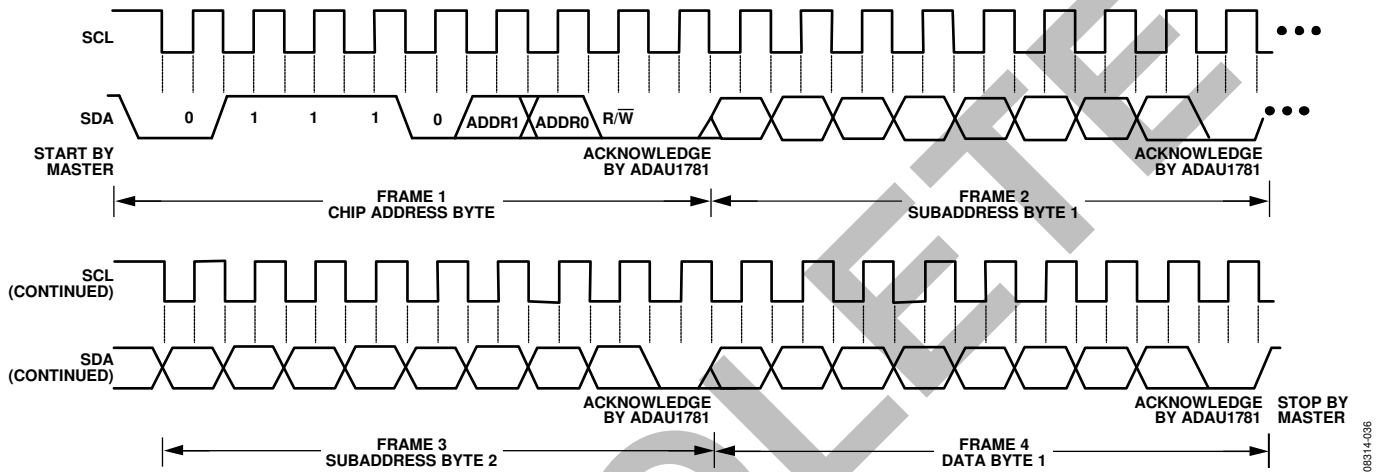 SCL
SDA
0 1 1 1 0 ADDR1 ADDR0 R/W̅
START BY
MASTER
ACKNOWLEDGE
BY ADAU1781
ACKNOWLEDGE
BY ADAU1781
FRAME 1
CHIP ADDRESS BYTE
FRAME 2
SUBADDRESS BYTE 1
SCL
(CONTINUED)
SDA
(CONTINUED)
ACKNOWLEDGE
BY ADAU1781
ACKNOWLEDGE
BY ADAU1781
STOP BY
MASTER
FRAME 3
SUBADDRESS BYTE 2
FRAME 4
DATA BYTE 1
08314-036
OLETE